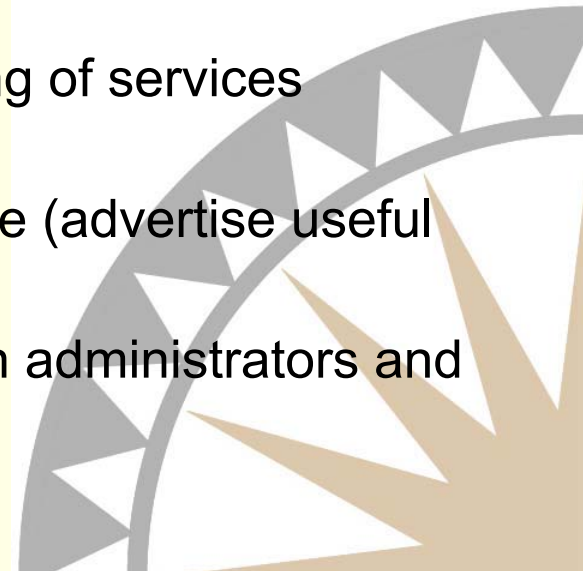 g of services
e (advertise useful
administrators and